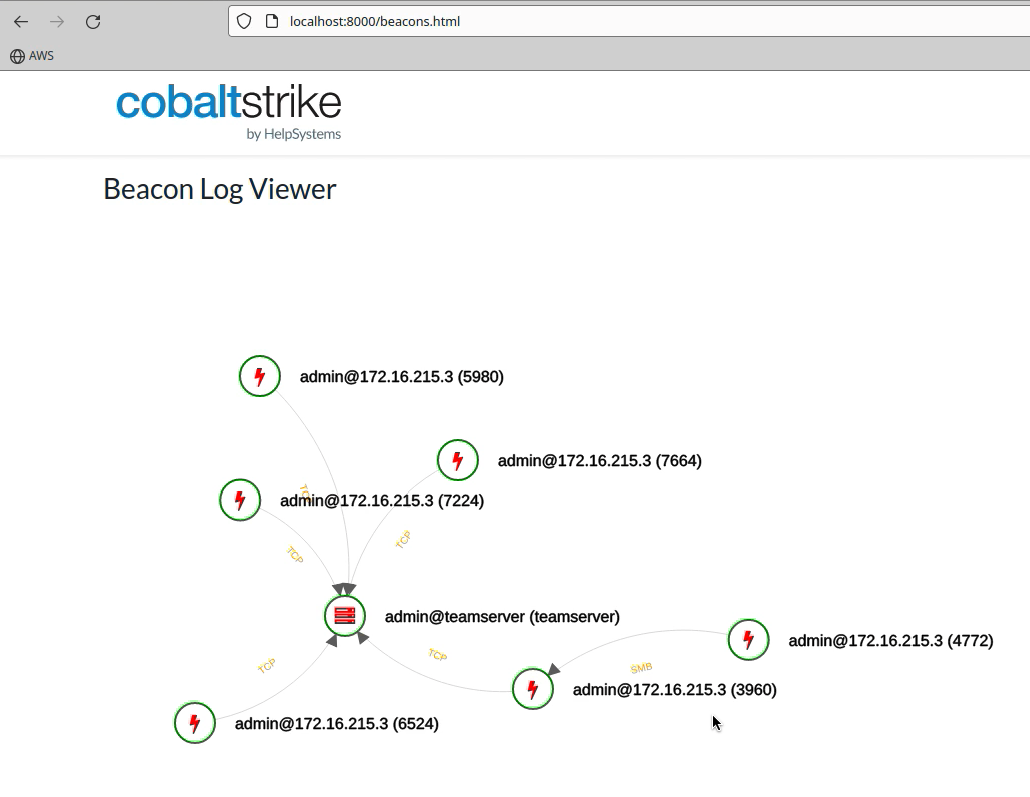 localhost:8000/beacons.html
AWS
cobaltstrike
by HelpSystems
Beacon Log Viewer
admin@172.16.215.3 (5980)
admin@172.16.215.3 (7664)
TCP
admin@172.16.215.3 (7224)
TCP
TCP
admin@teamserver (teamserver)
admin@172.16.215.3 (4772)
TCP
TCP
SMB
admin@172.16.215.3 (3960)
admin@172.16.215.3 (6524)